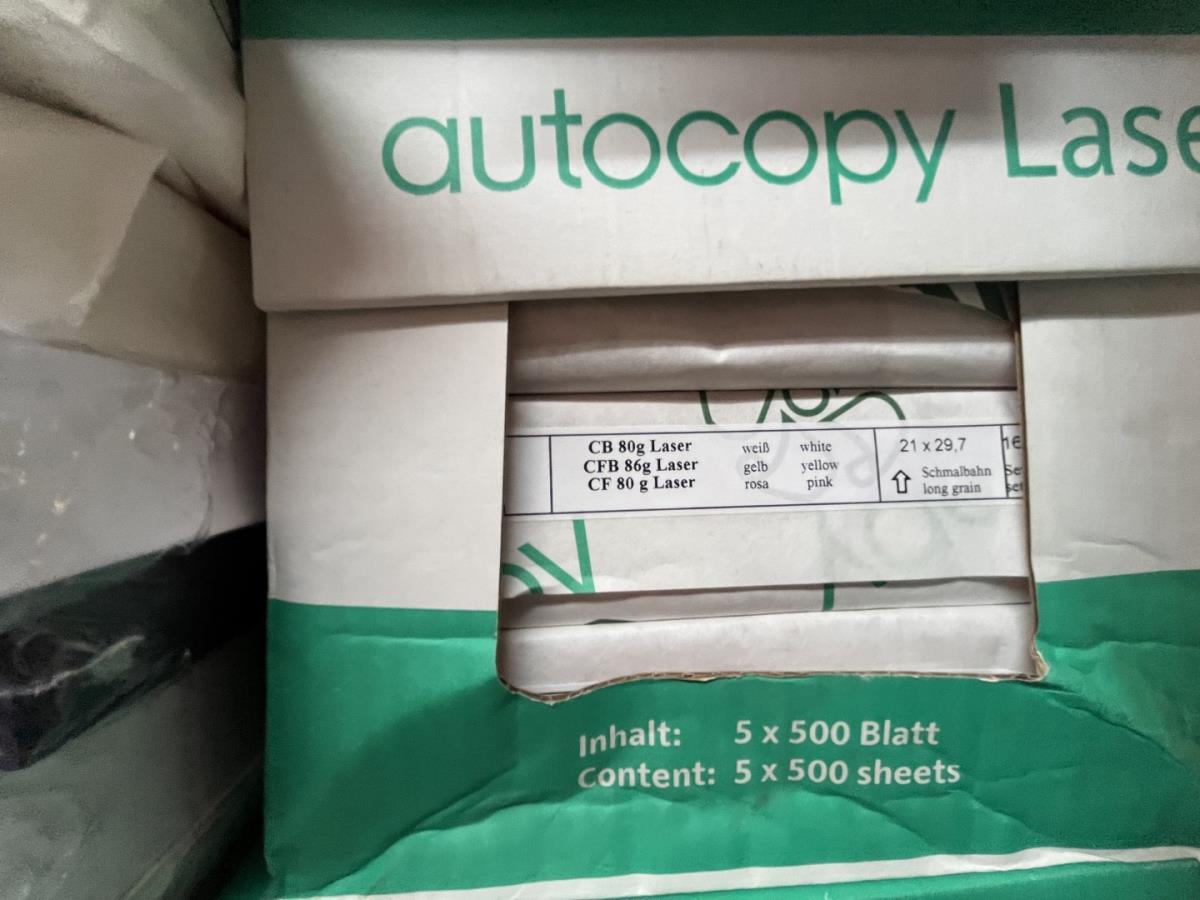 autocopy Lase
CB 80g Laser weiß white
CFB 86g Laser gelb yellow
CF 80 g Laser rosa pink
21 x 29,7
Schmalbahn
long grain
Inhalt: 5 x 500 Blatt
Content: 5 x 500 sheets